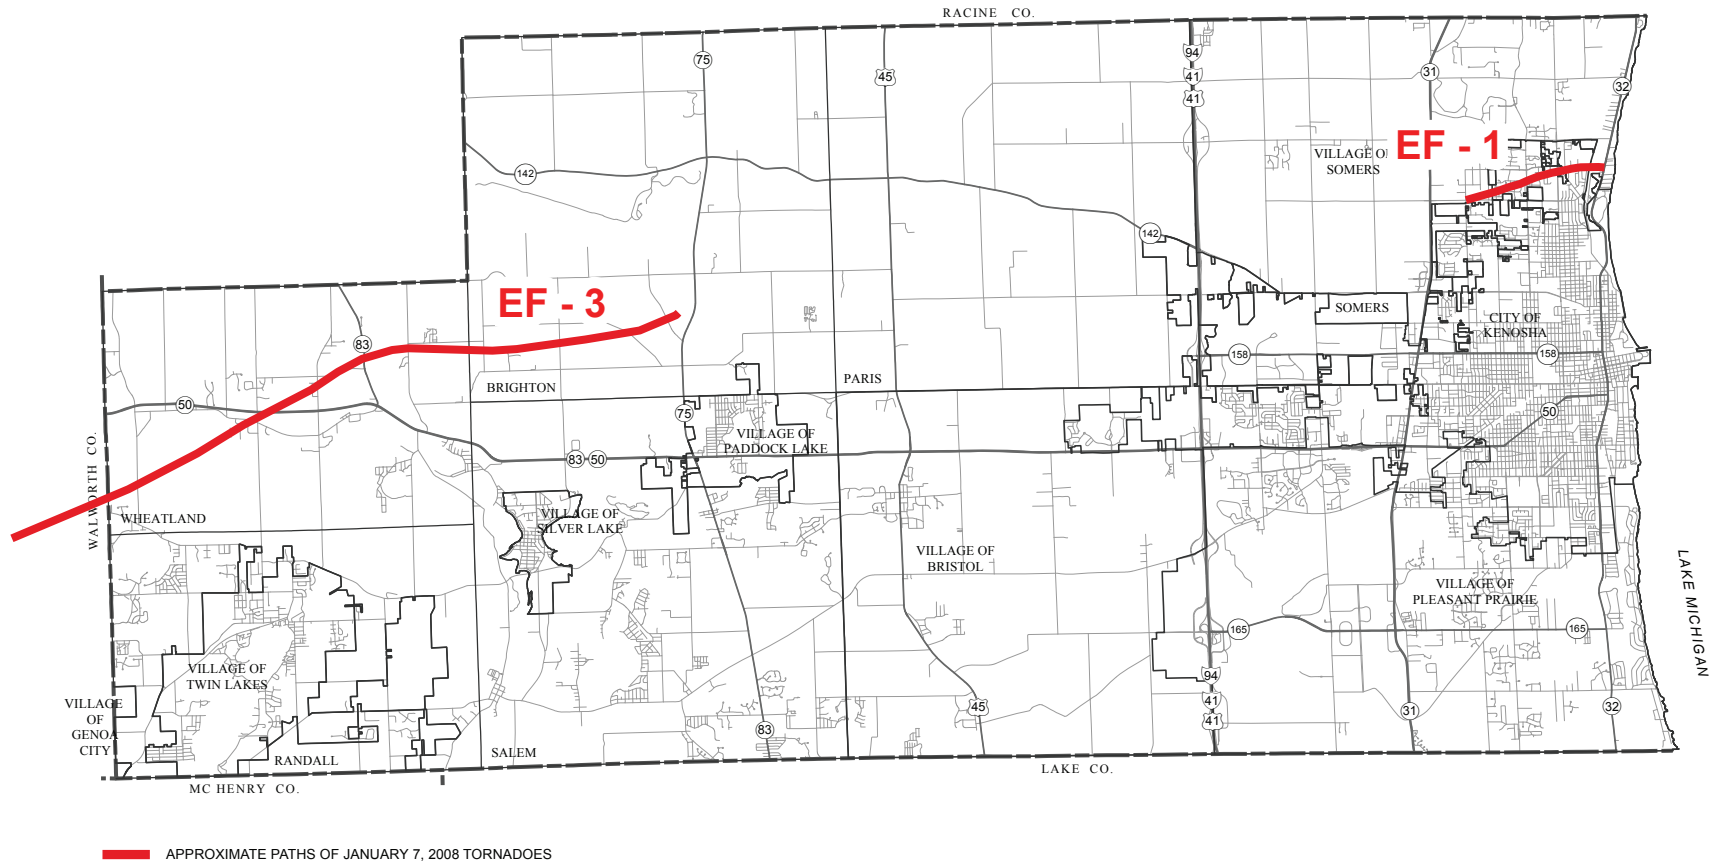 RACINE CO.
94
75
31
41
45
32
41
EF - 1
VILLAGE O
SOMERS
142
142
EF - 3
SOMERS
CITY OF
KENOSHA
83
158
158
PARIS
BRIGHTON
50
75
50
VILLAGE OF
PADDOCK LAKE
83
50
WALWORTH CO.
WHEATLAND
VILLAGE OF
SILVER LAKE
VILLAGE OF
BRISTOL
LAKE MICHIGAN
VILLAGE OF
PLEASANT PRAIRIE
165
165
VILLAGE OF
TWIN LAKES
94
VILLAGE
OF
GENOA
CITY
41
45
32
31
41
83
SALEM
RANDALL
LAKE CO.
MC HENRY CO.
APPROXIMATE PATHS OF JANUARY 7, 2008 TORNADOES